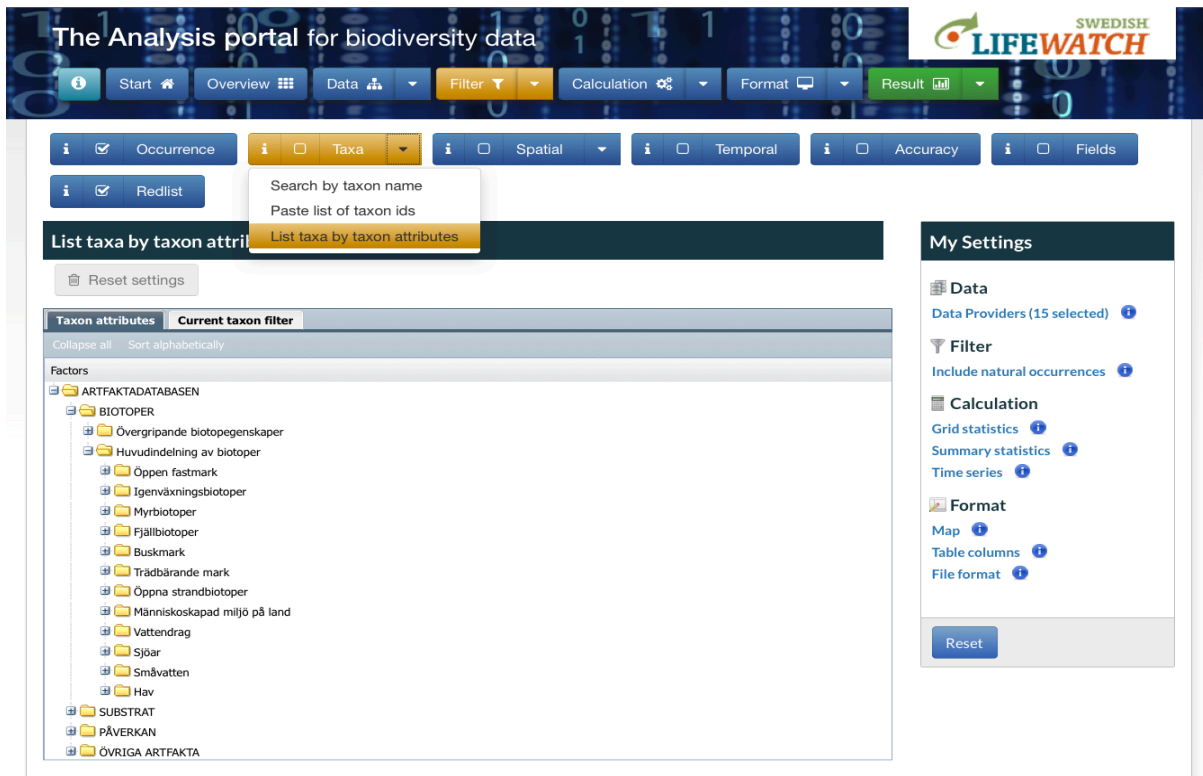 The Analysis portal for biodiversity data
SWEDISH
LIFEWATCH
Start Overview Data Filter Calculation Format Result
i Occurrence i Taxa i Spatial i Temporal i Accuracy i Fields
i Redlist
Search by taxon name
Paste list of taxon ids
List taxa by taxon attributes
List taxa by taxon attri
Reset settings
Taxon attributes Current taxon filter
Collapse all Sort alphabetically
Factors
ARTFAKTADATABASEN
BIOTOPER
Övergripande biotopegenskaper
Huvudindelning av biotoper
Öppen fastmark
Igenväxningsbiotoper
Myrbiotoper
Fjällbiotoper
Buskmark
Trädbärande mark
Öppna strandbiotoper
Människoskapad miljö på land
Vattendrag
Sjöar
Småvatten
Hav
SUBSTRAT
PÅVERKAN
ÖVRIGA ARTFAKTA
My Settings
Data
Data Providers (15 selected)
Filter
Include natural occurrences
Calculation
Grid statistics
Summary statistics
Time series
Format
Map
Table columns
File format
Reset